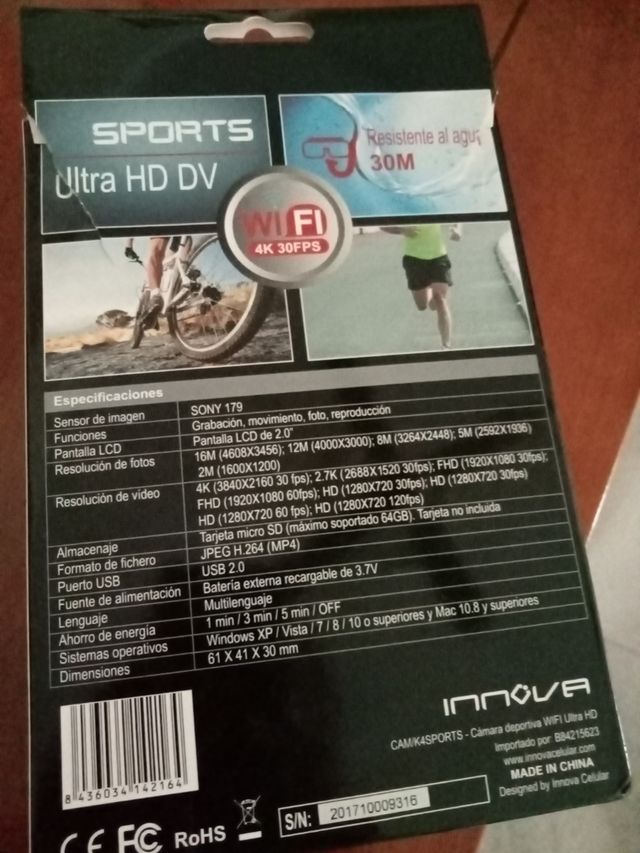 SPORTS
Ultra HD DV
Resistente al agu
30M
WIFI
4K 30FPS
Especificaciones
Sensor de imagen SONY 179
Funciones Grabación, movimiento, foto, reproducción
Pantalla LCD Pantalla LCD de 2.0"
Resolución de fotos 16M (4608X3456); 12M (4000X3000); 8M (3264X2448); 5M (2592X1936)
2M (1600X1200)
Resolución de vídeo 4K (3840X2160 30 fps); 2.7K (2688X1520 30fps); FHD (1920X1080 30fps);
FHD (1920X1080 60fps); HD (1280X720 30fps); HD (1280X720 30fps)
HD (1280X720 60 fps); HD (1280X720 120fps)
Almacenaje Tarjeta micro SD (máximo soportado 64GB). Tarjeta no incluida
Formato de fichero JPEG H.264 (MP4)
Puerto USB USB 2.0
Fuente de alimentación Batería externa recargable de 3.7V
Lenguaje Multilenguaje
Ahorro de energía 1 min / 3 min / 5 min / OFF
Sistemas operativos Windows XP / Vista / 7 / 8 / 10 o superiores y Mac 10.8 y superiores
Dimensiones 61 X 41 X 30 mm
INNOVA
CAM/K4SPORTS - Cámara deportiva WIFI Ultra HD
Importado por: B84215623
www.innovacelular.com
MADE IN CHINA
Designed by Innova Celular
8 436034 142164
CE FC RoHS
S/N: 201710009316